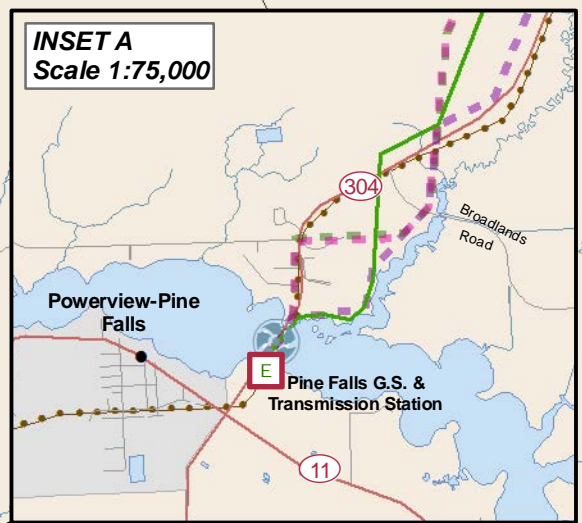 INSET A
Scale 1:75,000
304
Broadlands
Road
Powerview-Pine
Falls
E
Pine Falls G.S. &
Transmission Station
11